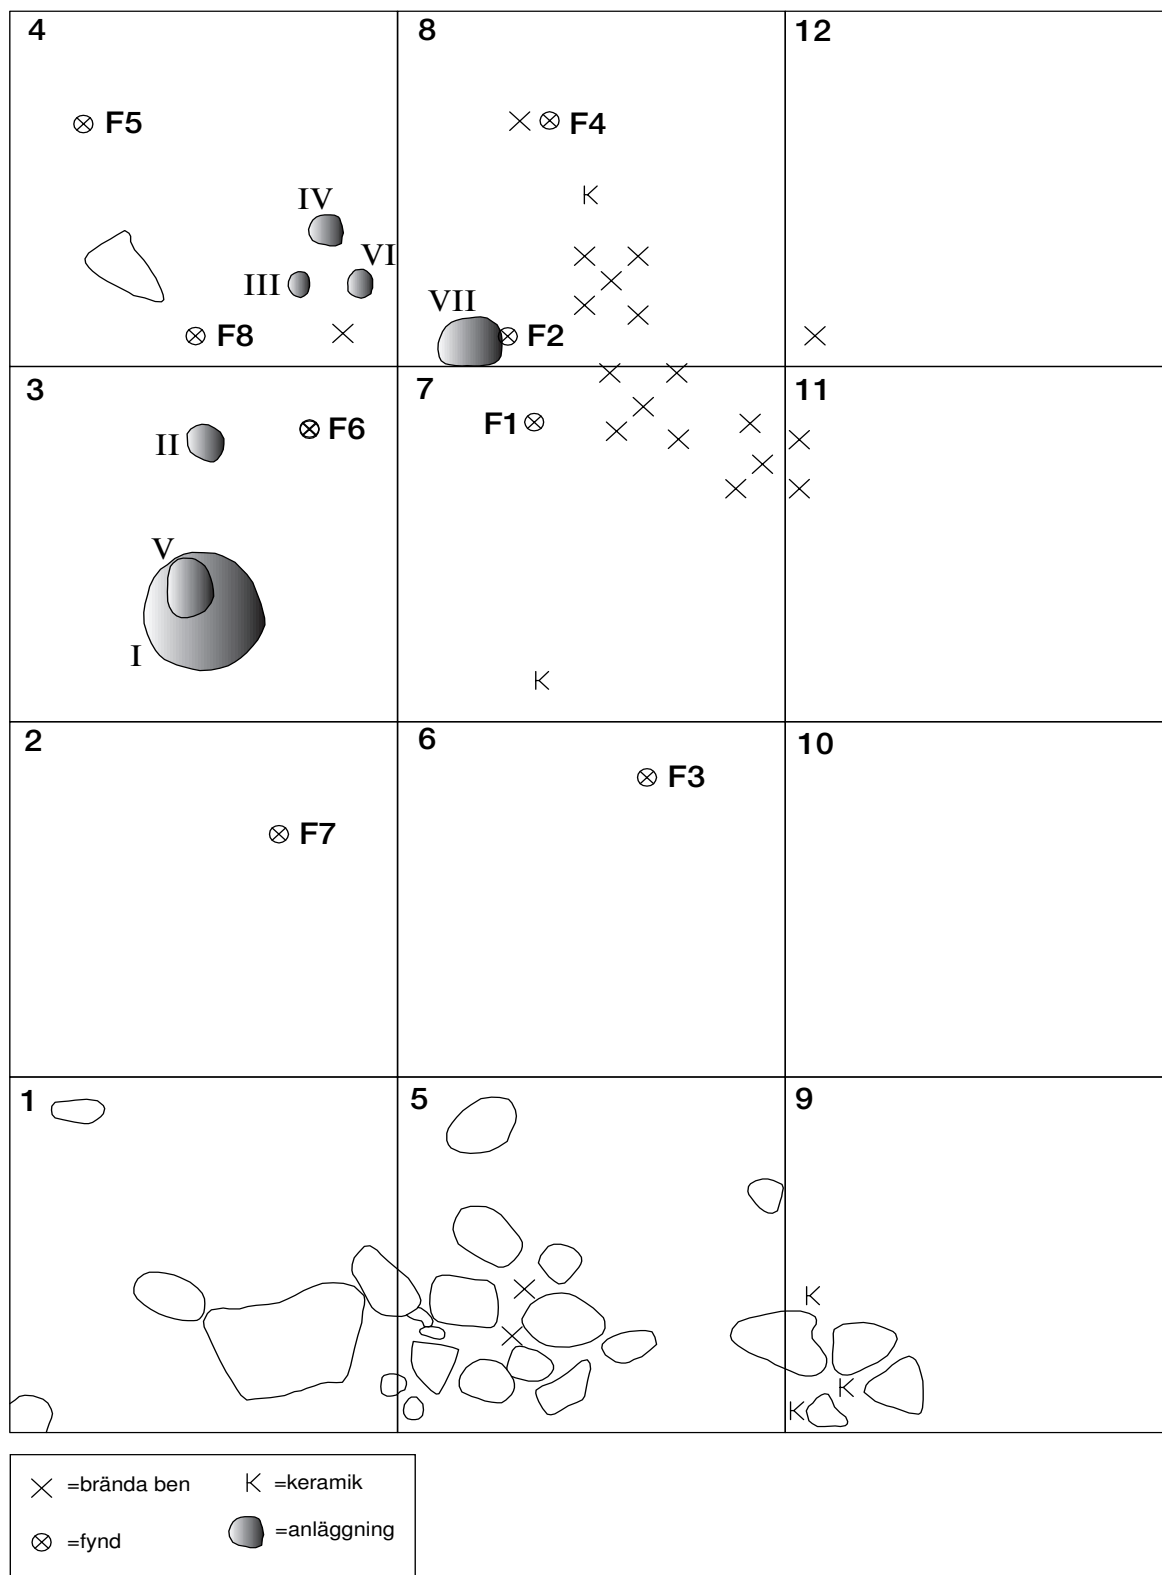 4 8 12
F5 F4
K
IV
VI
III VII
F8 F2
3 7 11
F1
II F6
V
I
K
2 6 10
F3
F7
1 5 9
K
K
K
=brända ben K =keramik
=fynd =anläggning